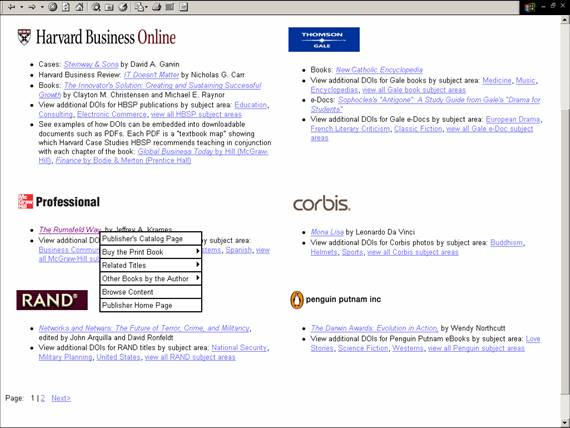 Harvard Business Online
Cases: Steinway & Sons by David A. Garvin
Harvard Business Review: IT Doesn't Matter by Nicholas G. Carr
Books: The Innovator's Solution: Creating and Sustaining Successful
Growth by Clayton M. Christensen and Michael E. Raynor
View additional DOIs for HBSP publications by subject area: Education,
Consulting, Electronic Commerce, view all HBSP subject areas
See examples of how DOIs can be embedded into downloadable
documents such as PDFs. Each PDF is a "textbook map" showing
which Harvard Case Studies HBSP recommends teaching in conjunction
with each chapter of the book: Global Business Today by Hill (McGraw-
Hill), Finance by Bodie & Merton (Prentice Hall)
THOMSON
GALE
Books: New Catholic Encyclopedia
View additional DOIs for Gale books by subject area: Medicine, Music,
Encyclopedias, view all Gale book subject areas
e-Docs: Sophocles's "Antigone": A Study Guide from Gale's "Drama for
Students"
View additional DOIs for Gale e-Docs by subject area: European Drama,
French Literary Criticism, Classic Fiction, view all Gale e-Doc subject
areas
Mc
Graw
Hill
Professional
The Rumsfeld Way, by Jeffrey A. Krames
View additional DO by subject area:
Business Commun tems, Spanish, view
all McGraw-Hill sub
Publisher's Catalog Page
Buy the Print Book
Related Titles
Other Books by the Author
Browse Content
Publisher Home Page
corbis.
Mona Lisa by Leonardo Da Vinci
View additional DOIs for Corbis photos by subject area: Buddhism,
Helmets, Sports, view all Corbis subject areas
RAND®
Networks and Netwars: The Future of Terror, Crime, and Militancy,
edited by John Arquilla and David Ronfeldt
View additional DOIs for RAND titles by subject area: National Security,
Military Planning, United States, view all RAND subject areas
penguin putnam inc
The Darwin Awards: Evolution in Action, by Wendy Northcutt
View additional DOIs for Penguin Putnam eBooks by subject area: Love
Stories, Science Fiction, Westerns, view all Penguin subject areas
Page: 1 | 2 Next>